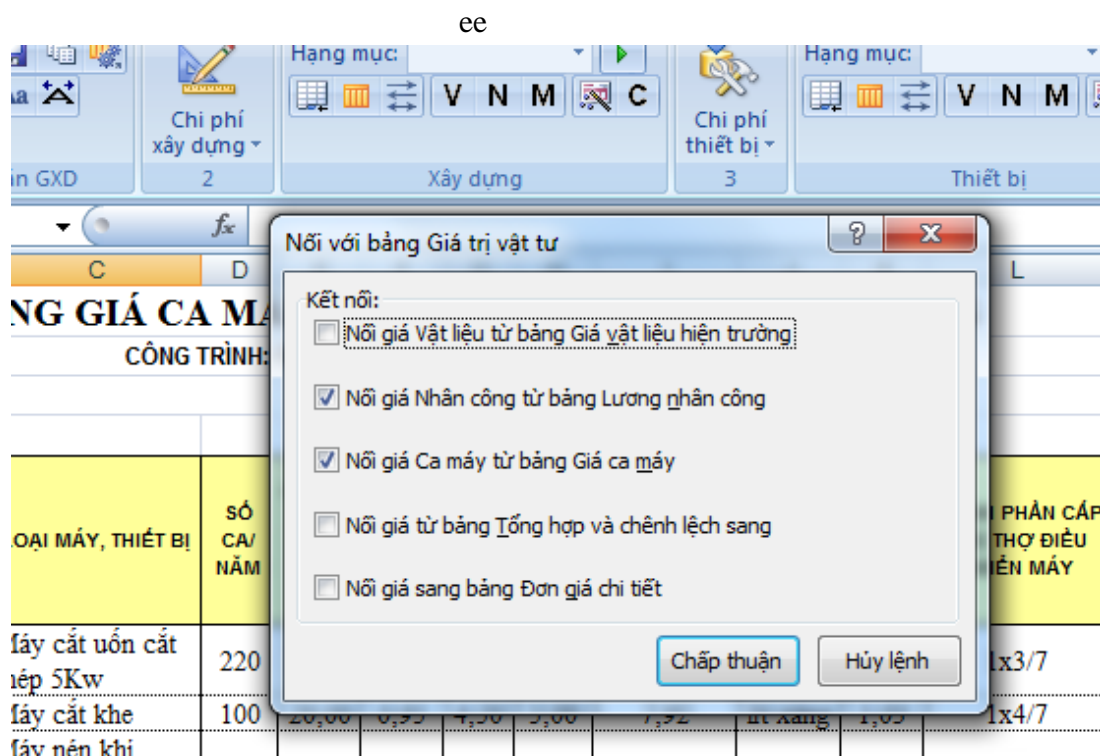 ee
Hạng mục:
Hạng mục:
V N M C
V N M
Chi phí
xây dựng
Chi phí
thiết bị
GXD
2
Xây dựng
3
Thiết bị
fx
Nối với bảng Giá trị vật tư
C D L
Kết nối:
NG GIÁ CA
CÔNG TRÌNH:
Nối giá Vật liệu từ bảng Giá vật liệu hiện trường
Nối giá Nhân công từ bảng Lương nhân công
Nối giá Ca máy từ bảng Giá ca máy
Nối giá từ bảng Tổng hợp và chênh lệch sang
Nối giá sang bảng Đơn giá chi tiết
OẠI MÁY, THIẾT BỊ
SỐ
CA/
NĂM
PHẦN CẤP
THỢ ĐIỀU
MÁY
Chấp thuận
Hủy lệnh
Máy cắt uốn cắt
5Kw
220
1x3/7
Máy cắt khe
100
1x4/7
Máy nén khí